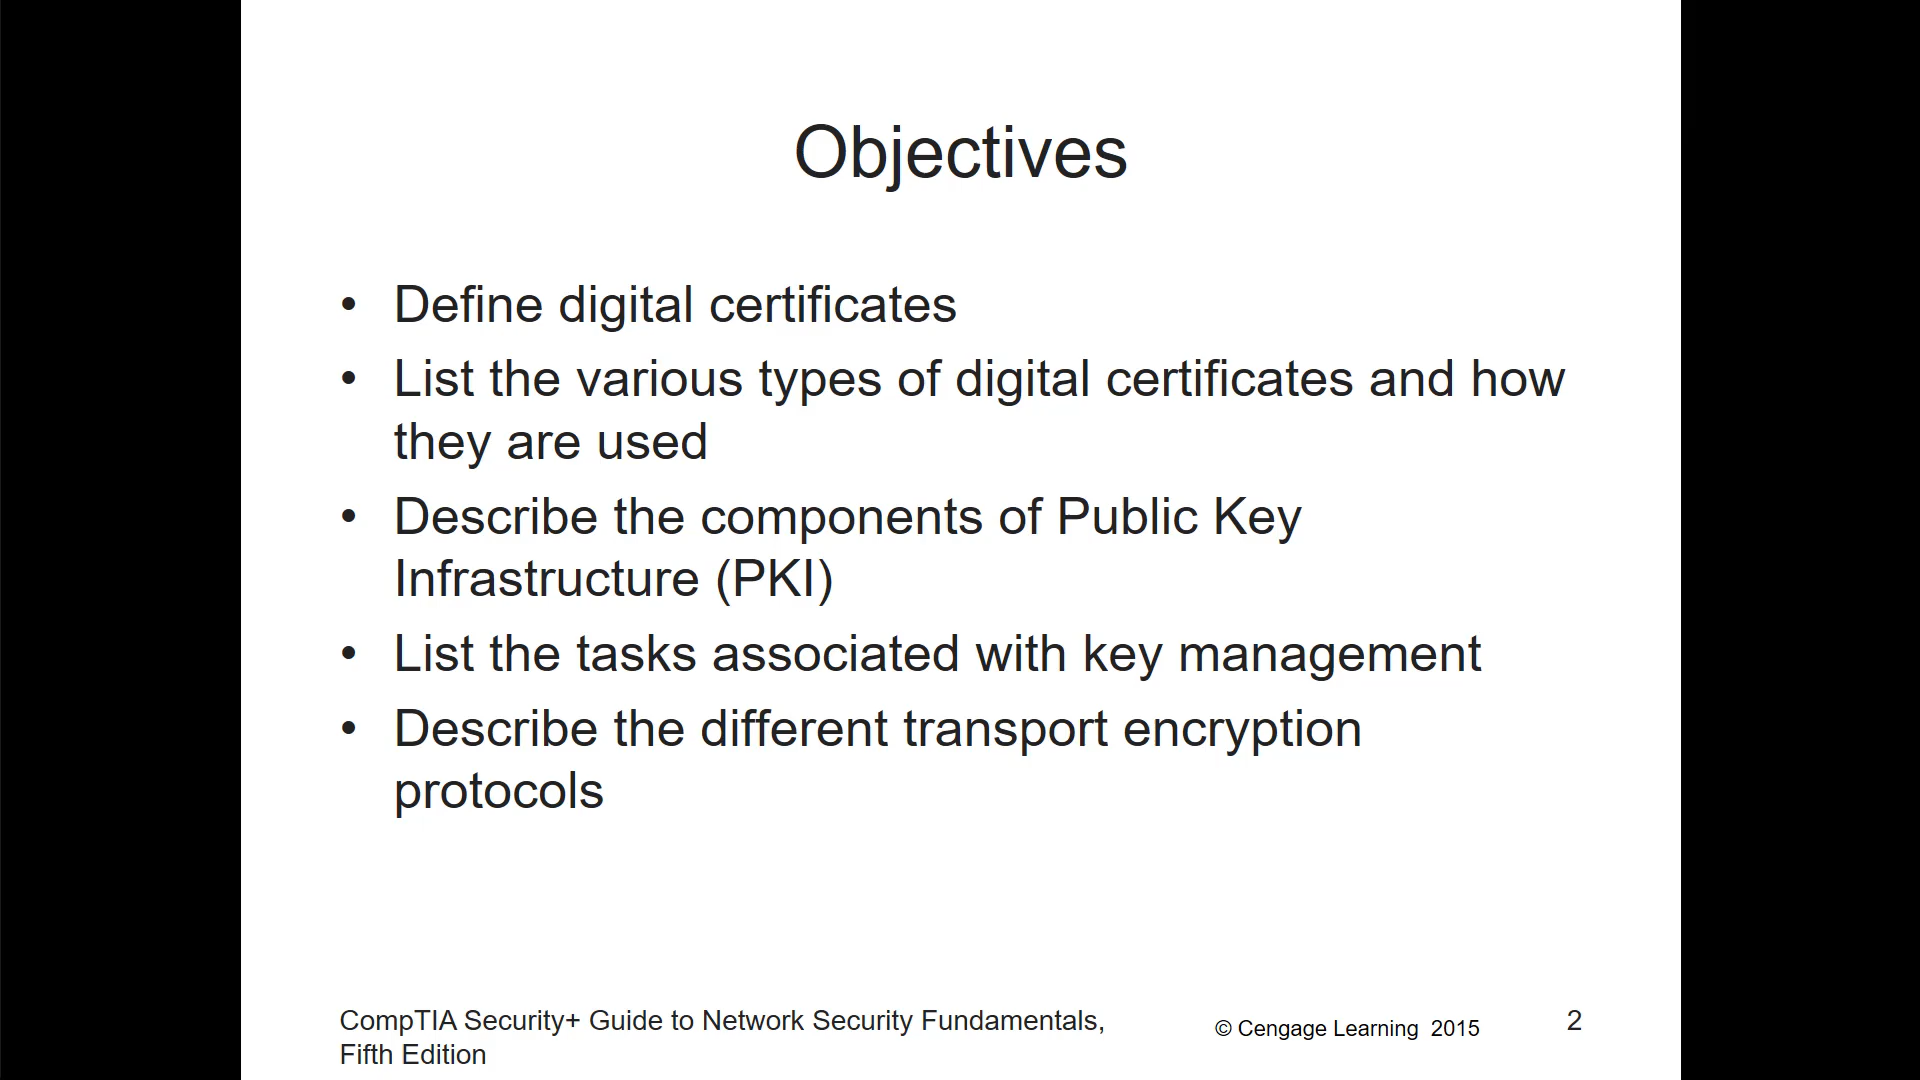 Objectives
• Define digital certificates
• List the various types of digital certificates and how
they are used
• Describe the components of Public Key
Infrastructure (PKI)
• List the tasks associated with key management
• Describe the different transport encryption
protocols
CompTIA Security+ Guide to Network Security Fundamentals,
Fifth Edition
© Cengage Learning 2015
2